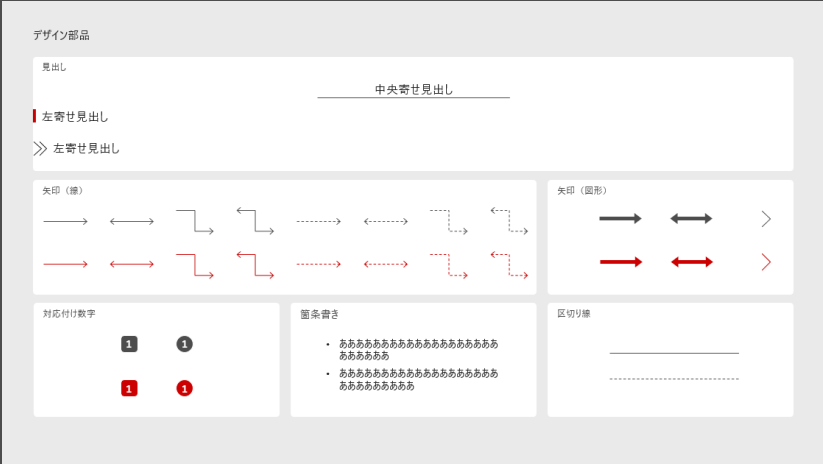 デザイン部品
見出し
中央寄せ見出し
左寄せ見出し
左寄せ見出し
矢印（線）
矢印（図形）
対応付け数字
1
1
1
1
箇条書き
• あああああああああああああああああああ
ああああああ
• あああああああああああああああああああ
あああああああああ
区切り線